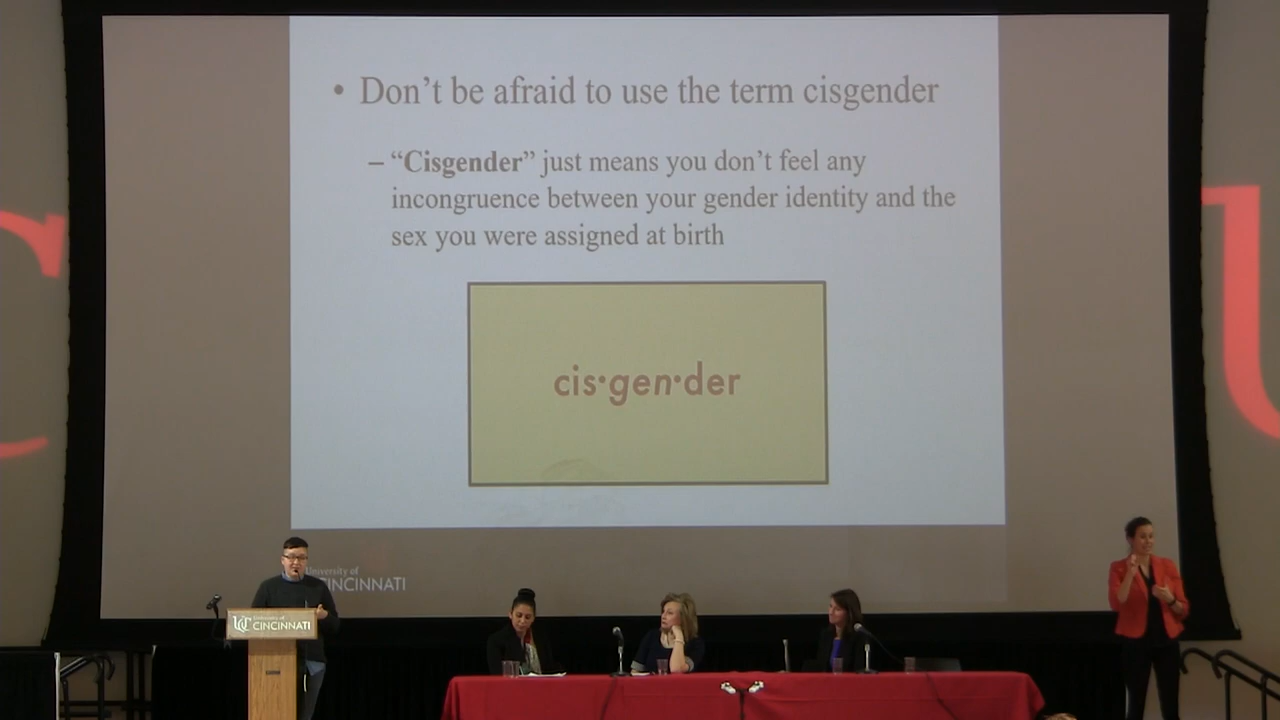 • Don’t be afraid to use the term cisgender
– “Cisgender” just means you don’t feel any
incongruence between your gender identity and the
sex you were assigned at birth
cis·gen·der
University of
CINCINNATI
UC University of
CINCINNATI
C
U